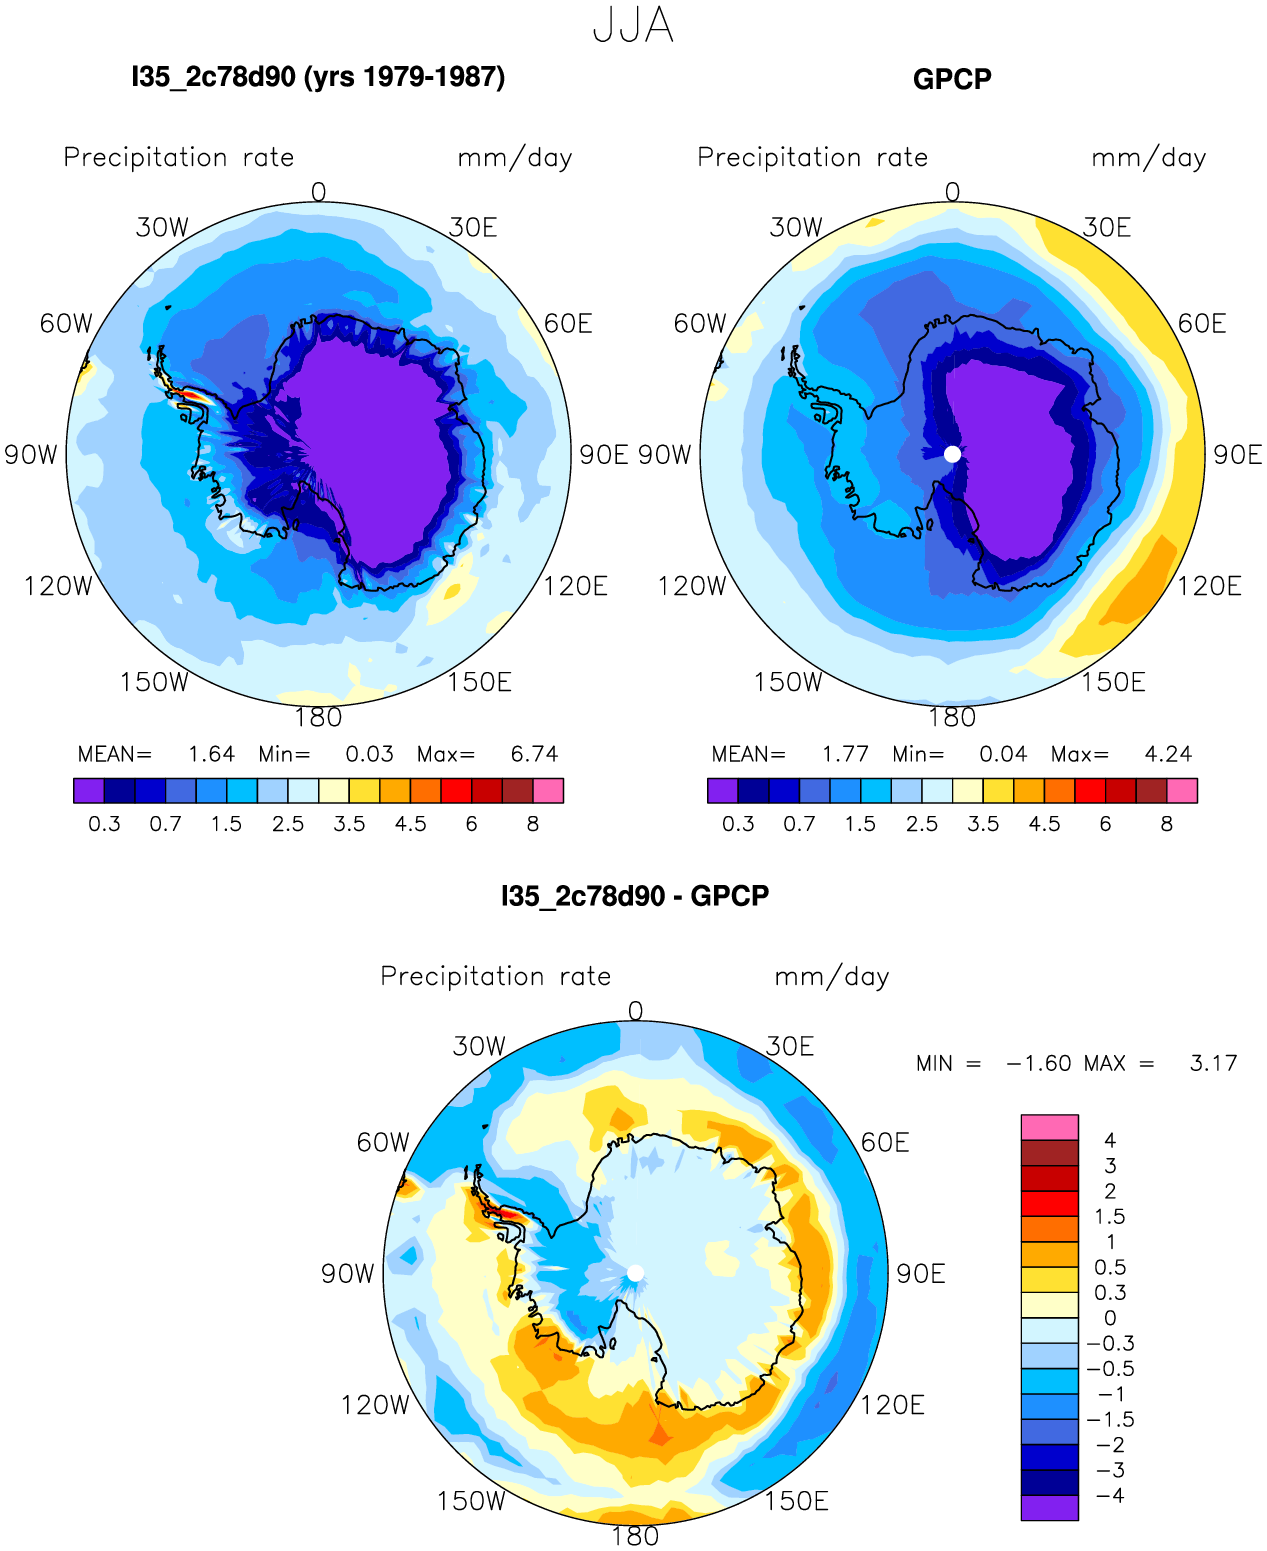 JJA
I35_2c78d90 (yrs 1979-1987)
GPCP
Precipitation rate mm/day
Precipitation rate mm/day
0
30W 30E
60W 60E
90W 90E
120W 120E
150W 150E
180
0
30W 30E
60W 60E
90W 90E
120W 120E
150W 150E
180
MEAN= 1.64 Min= 0.03 Max= 6.74
0.3 0.7 1.5 2.5 3.5 4.5 6 8
MEAN= 1.77 Min= 0.04 Max= 4.24
0.3 0.7 1.5 2.5 3.5 4.5 6 8
I35_2c78d90 - GPCP
Precipitation rate mm/day
0
30W 30E
60W 60E
90W 90E
120W 120E
150W 150E
180
MIN = -1.60 MAX = 3.17
4
3
2
1.5
1
0.5
0.3
0
-0.3
-0.5
-1
-1.5
-2
-3
-4